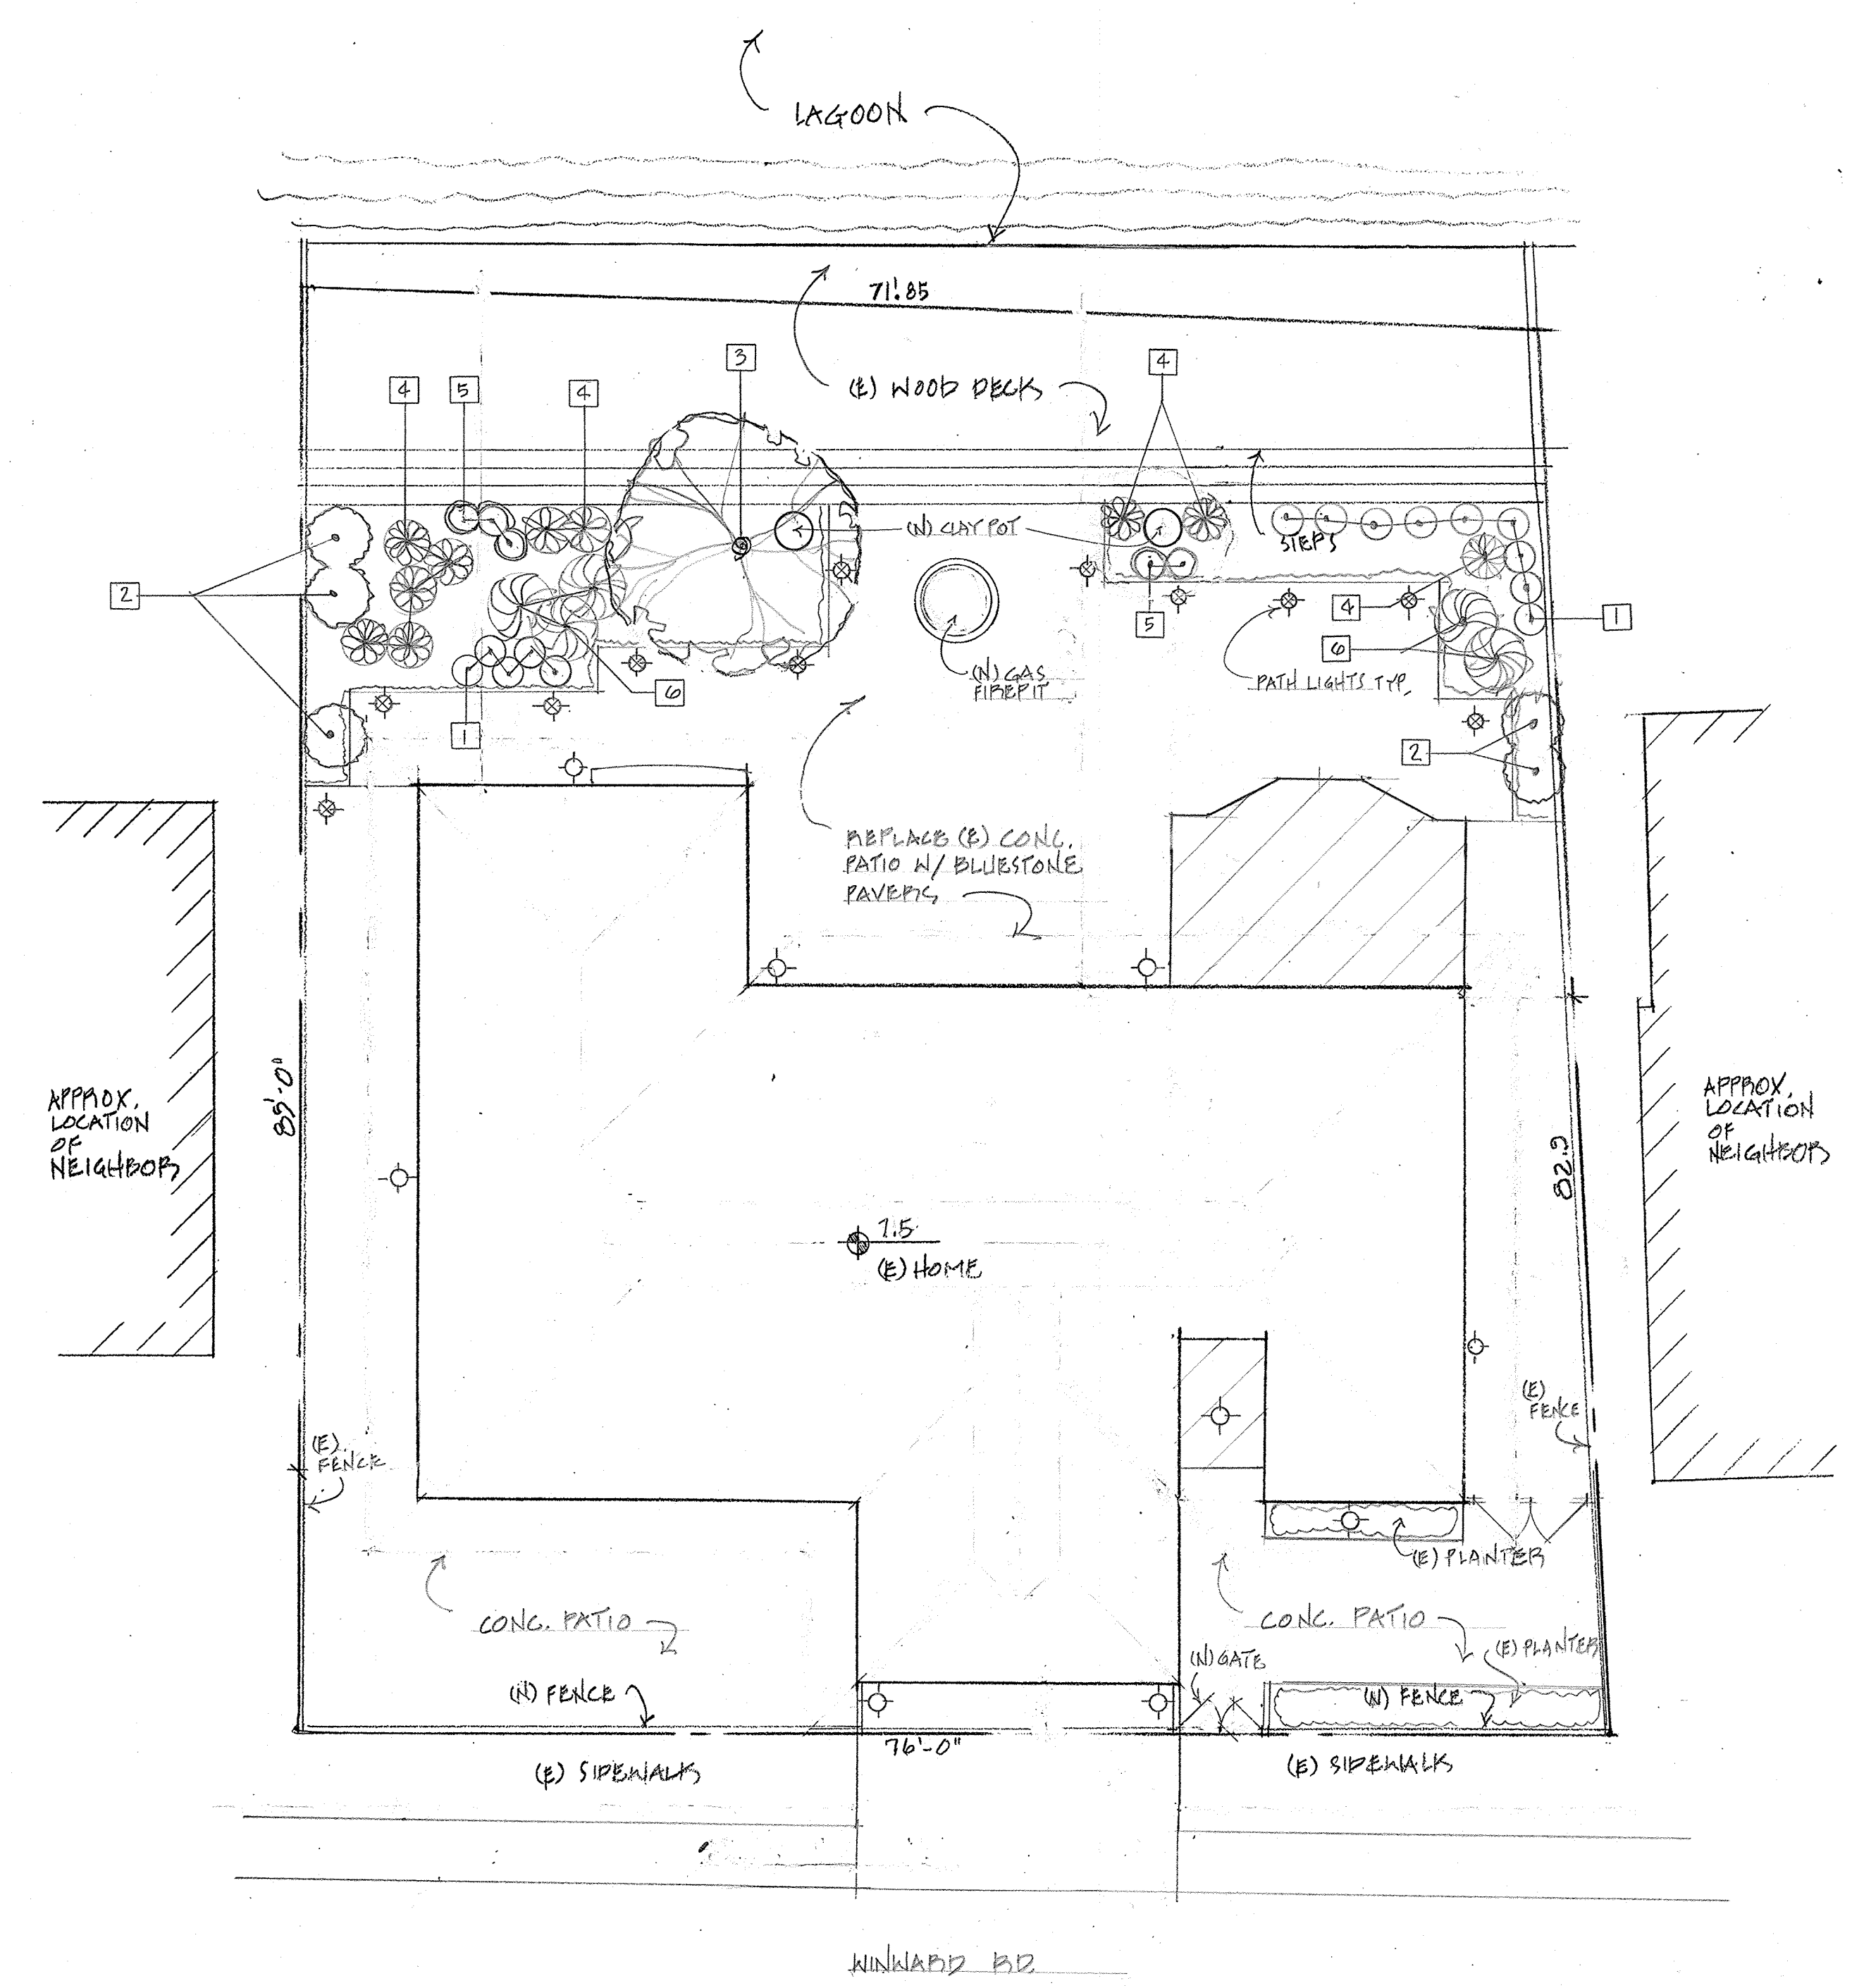 LAGOON
71'.85
3
4
4
5
4
(E) WOOD DECK
(N) CLAY POT
STEPS
2
4
1
5
6
(N) GAS
FIREPIT
PATH LIGHTS TYP.
6
1
2
REPLACE (E) CONC.
PATIO W/ BLUESTONE
PAVERS
85'-0"
APPROX.
LOCATION
OF
NEIGHBOR
APPROX.
LOCATION
OF
NEIGHBOR
82.9
7.5
(E) HOME
(E)
FENCE
(E)
FENCE
(E) PLANTER
CONC. PATIO
CONC. PATIO
(E) PLANTER
(N) GATE
(N) FENCE
(N) FENCE
76'-0"
(E) SIDEWALK
(E) SIDEWALK
WINWARD RD.